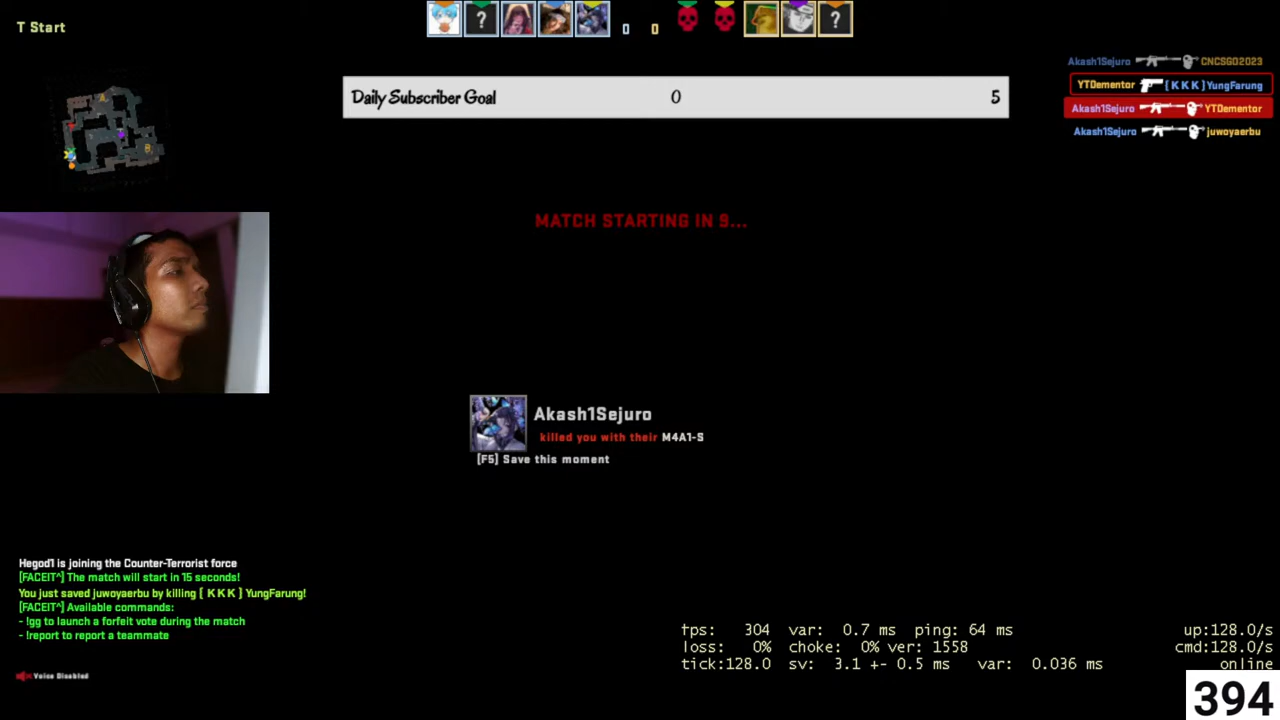 T Start
?
0 0
?
Akash1Sejuro CNCSGO2023
YTDementor [ K K K ] YungFarung
Akash1Sejuro YTDementor
Akash1Sejuro juwoyaerbu
Daily Subscriber Goal 0 5
MATCH STARTING IN 9...
Akash1Sejuro
killed you with their M4A1-S
[F5] Save this moment
Hegod1 is joining the Counter-Terrorist force
[FACEIT^] The match will start in 15 seconds!
You just saved juwoyaerbu by killing [ K K K ] YungFarung!
[FACEIT^] Available commands:
- !gg to launch a forfeit vote during the match
- !report to report a teammate
Voice Disabled
fps: 304 var: 0.7 ms ping: 64 ms up:128.0/s
loss: 0% choke: 0% ver: 1558 cmd:128.0/s
tick:128.0 sv: 3.1 +- 0.5 ms var: 0.036 ms online
394